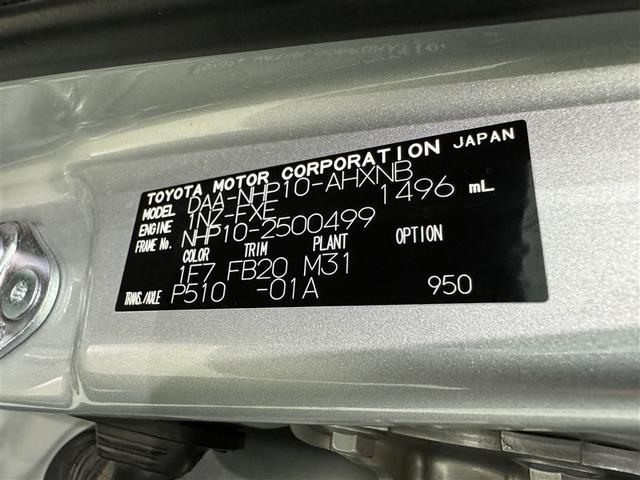 TOYOTA MOTOR CORPORATION JAPAN
MODEL DAA-NHP10-AHXNB
ENGINE 1NZ-FXE 1496 mL
FRAME No. NHP10-2500499
COLOR TRIM PLANT OPTION
1F7 FB20 M31
TRANS./AXLE P510 -01A 950